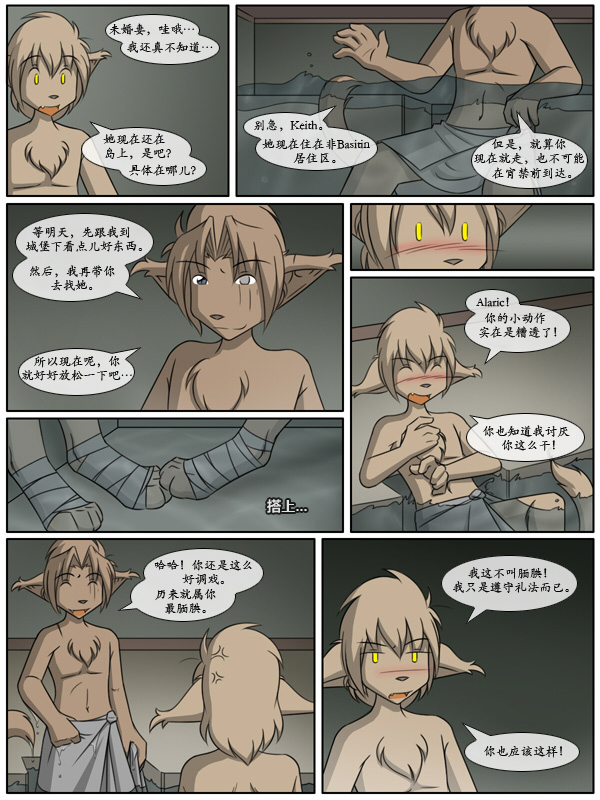 未婚妻，哇哦…
我还真不知道…
她现在还在
岛上，是吧？
具体在哪儿？
别急，Keith。
她现在住在非Basitin
居住区。
但是，就算你
现在就走，也不可能
在宵禁前到达。
等明天，先跟我到
城堡下看点儿好东西。
然后，我再带你
去找她。
所以现在呢，你
就好好放松一下吧…
Alaric！
你的小动作
实在是糟透了！
你也知道我讨厌
你这么干！
搭上...
哈哈！你还是这么
好调戏。
历来就属你
最腼腆。
我这不叫腼腆！
我只是遵守礼法而已。
你也应该这样！